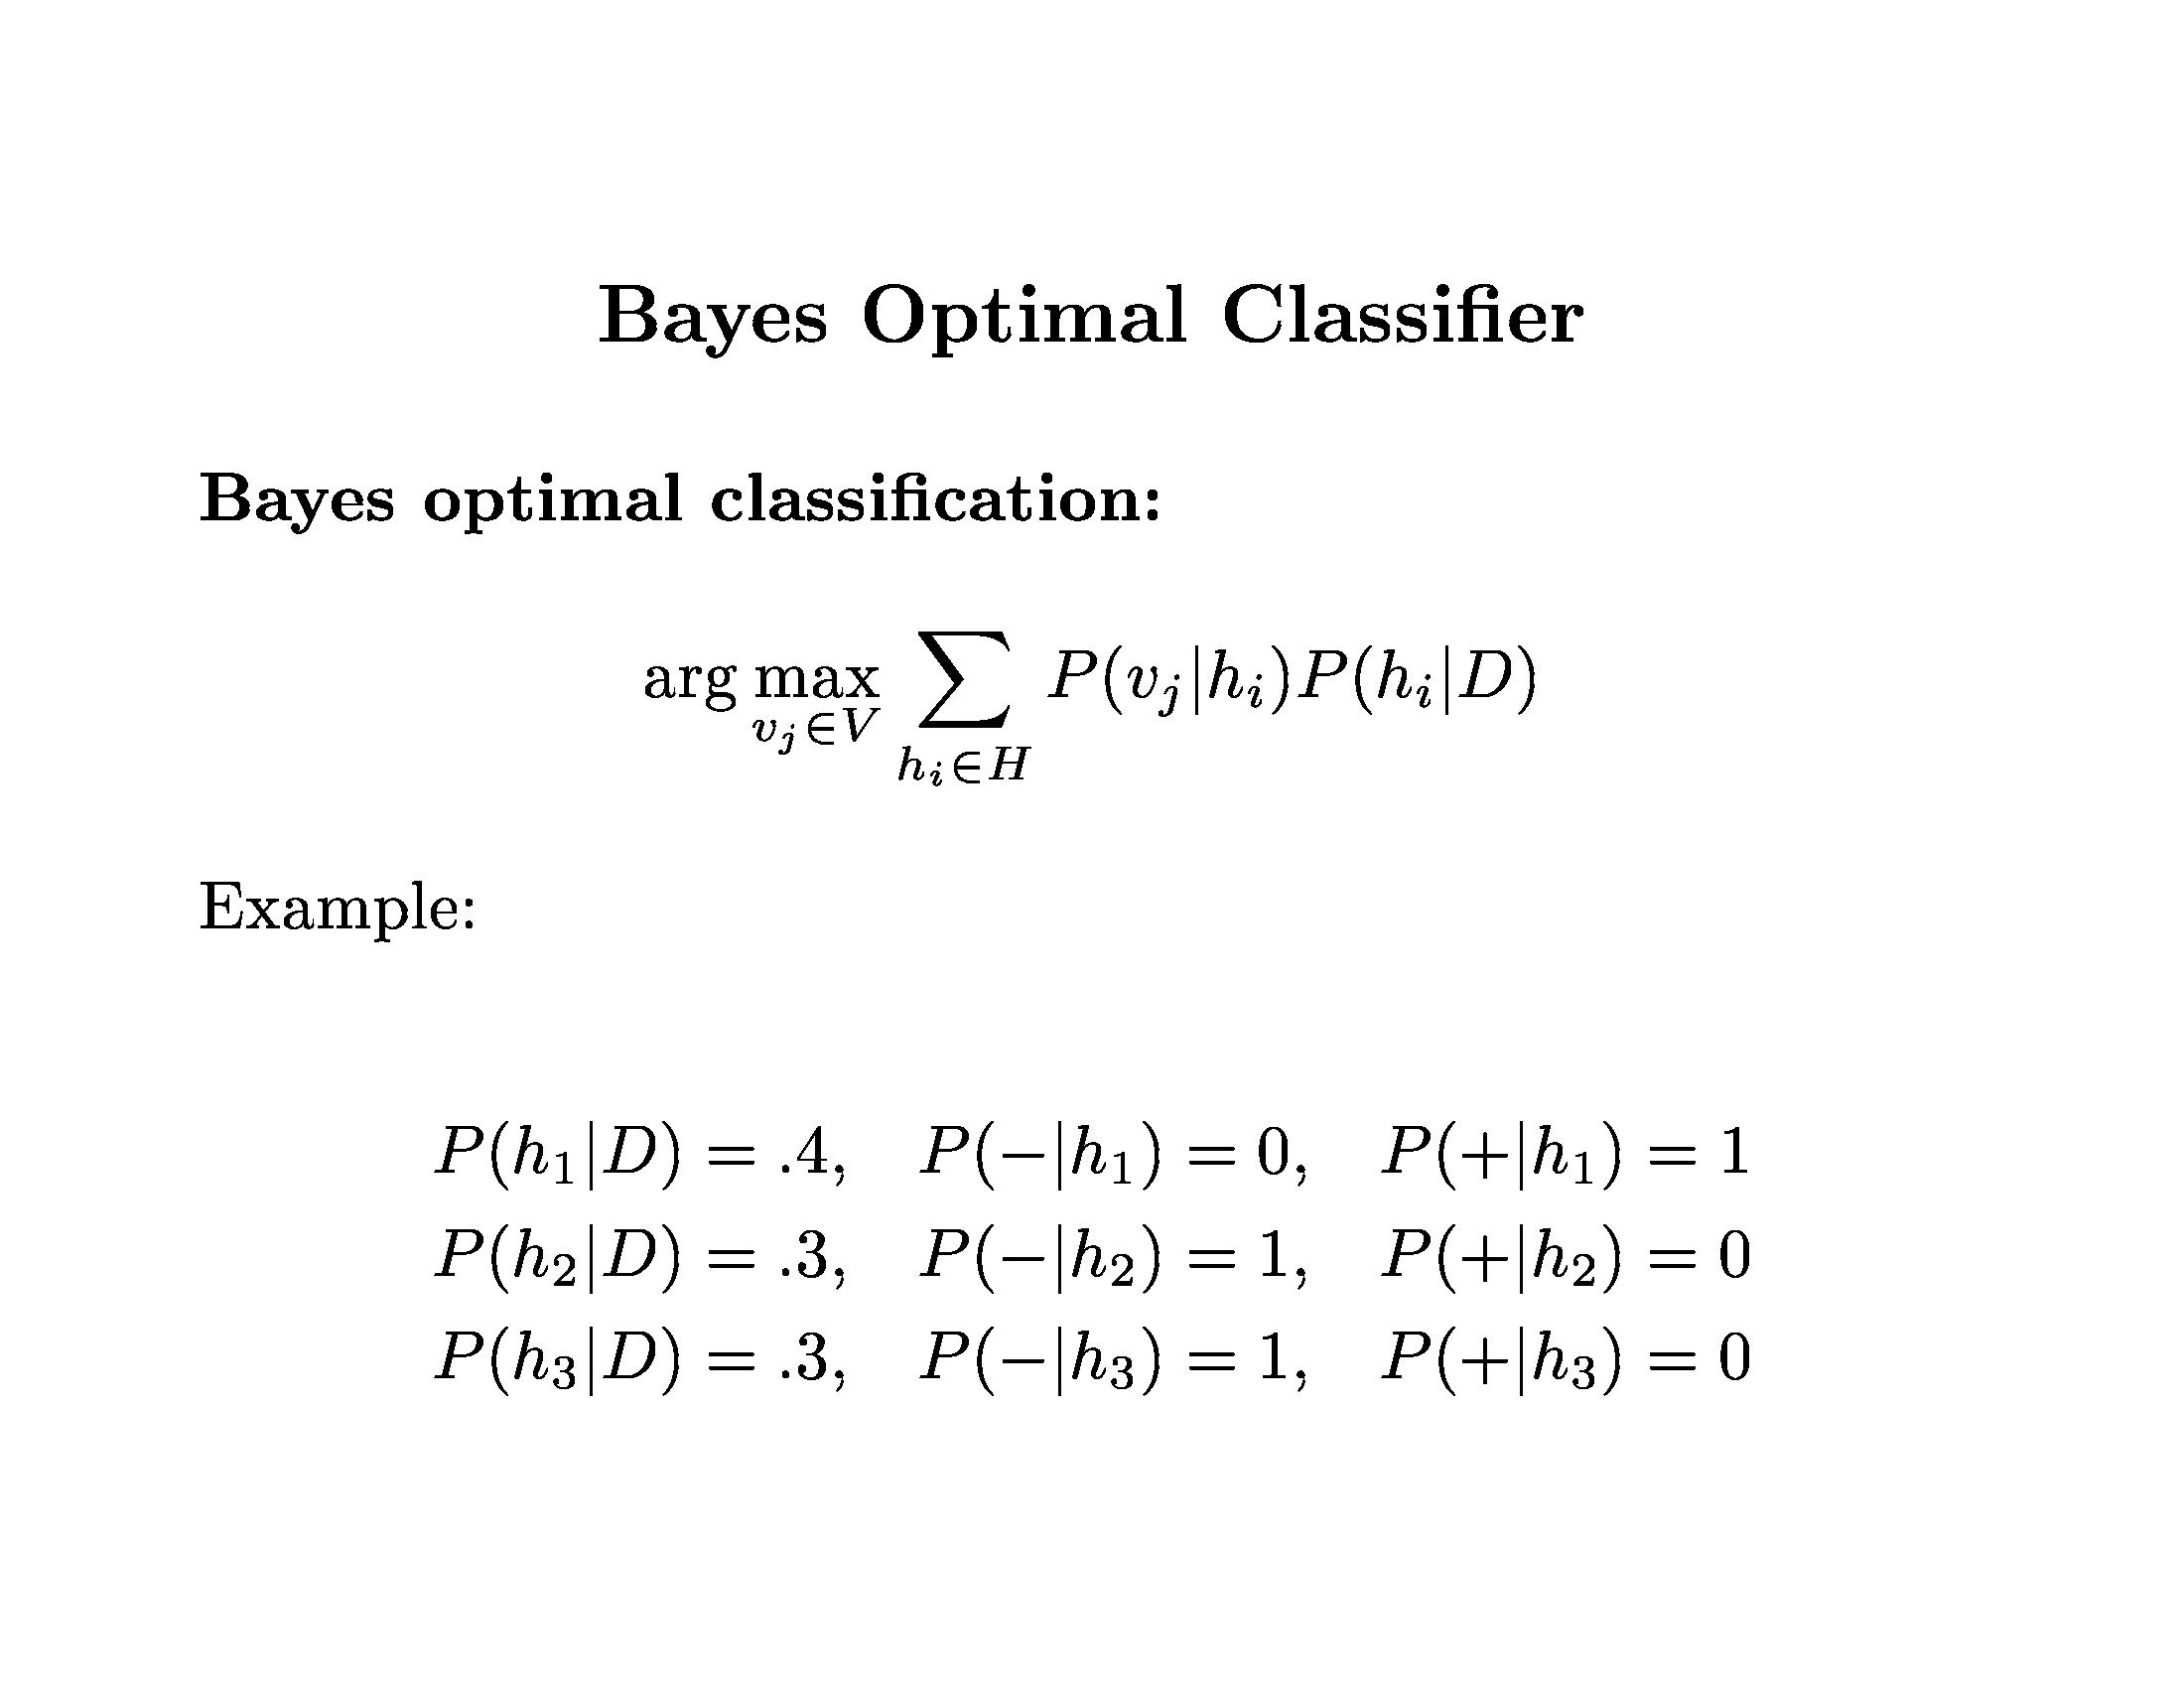 Bayes Optimal Classifier
Bayes optimal classification:
arg max_{v_j∈V} ∑_{h_i∈H} P(v_j|h_i)P(h_i|D)
Example:
P(h_1|D) = .4, P(−|h_1) = 0, P(+|h_1) = 1
P(h_2|D) = .3, P(−|h_2) = 1, P(+|h_2) = 0
P(h_3|D) = .3, P(−|h_3) = 1, P(+|h_3) = 0